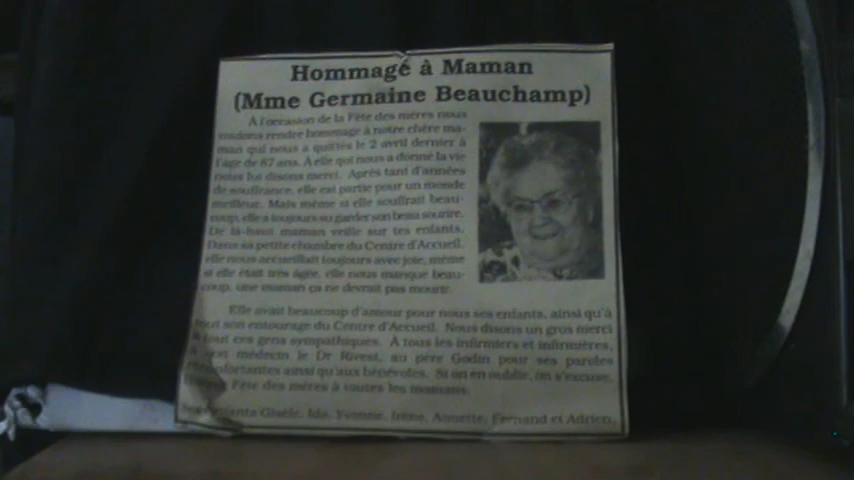 Hommage à Maman
(Mme Germaine Beauchamp)
À l'occasion de la Fête des mères nous
voulons rendre hommage à notre chère ma-
man qui nous a quittés le 2 avril dernier à
l'âge de 87 ans. À elle qui nous a donné la vie
nous lui disons merci. Après tant d'années
de souffrance, elle est partie pour un monde
meilleur. Mais même si elle souffrait beau-
coup, elle a toujours su garder son beau sourire.
De là-haut maman veille sur tes enfants.
Dans sa petite chambre du Centre d'Accueil,
elle nous accueillait toujours avec joie, même
si elle était très âgée, elle nous manque beau-
coup, une maman ça ne devrait pas mourir.
Elle avait beaucoup d'amour pour nous ses enfants, ainsi qu'à
tout son entourage du Centre d'Accueil. Nous disons un gros merci
à tout ces gens sympathiques. À tous les infirmiers et infirmières,
à son médecin le Dr Rivest, au père Godin pour ses paroles
réconfortantes ainsi qu'aux bénévoles. Si on en oublie, on s'excuse.
Fête des mères à toutes les mamans.
enfants Gisèle, Ida, Yvonne, Irène, Annette, Fernand et Adrien.